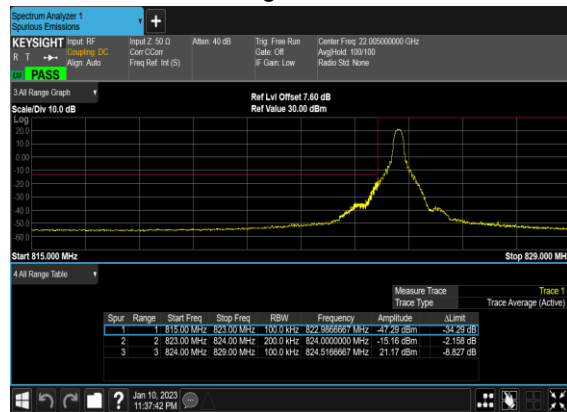 Spectrum Analyzer 1
Spurious Emissions
+
KEYSIGHT Input: RF Input Z: 50 Ω Atten: 40 dB Trig: Free Run Center Freq: 22.005000000 GHz
R T Coupling: DC Corr CCorr Gate: Off Avg|Hold: 100/100
Align: Auto Freq Ref: Int (S) IF Gain: Low Radio Std: None
LW PASS
3 All Range Graph
Ref Lvl Offset 7.60 dB
Scale/Div 10.0 dB Ref Value 30.00 dBm
Log
20.0
10.0
0.00
-10.0
-20.0
-30.0
-40.0
-50.0
-60.0
Start 815.000 MHz Stop 829.000 MH
4 All Range Table
Measure Trace Trace 1
Trace Type Trace Average (Active)
Spur Range Start Freq Stop Freq RBW Frequency Amplitude ΔLimit
1 1 815.00 MHz 823.00 MHz 100.0 kHz 822.9866667 MHz -47.29 dBm -34.29 dB
2 2 823.00 MHz 824.00 MHz 200.0 kHz 824.0000000 MHz -15.16 dBm -2.158 dB
3 3 824.00 MHz 829.00 MHz 100.0 kHz 824.5166667 MHz 21.17 dBm -8.827 dB
? Jan 10, 2023
11:37:42 PM